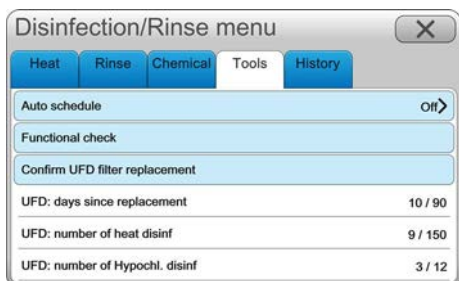 Disinfection/Rinse menu
Heat Rinse Chemical Tools History
Auto schedule Off
Functional check
Confirm UFD filter replacement
UFD: days since replacement 10 / 90
UFD: number of heat disinf 9 / 150
UFD: number of Hypochl. disinf 3 / 12